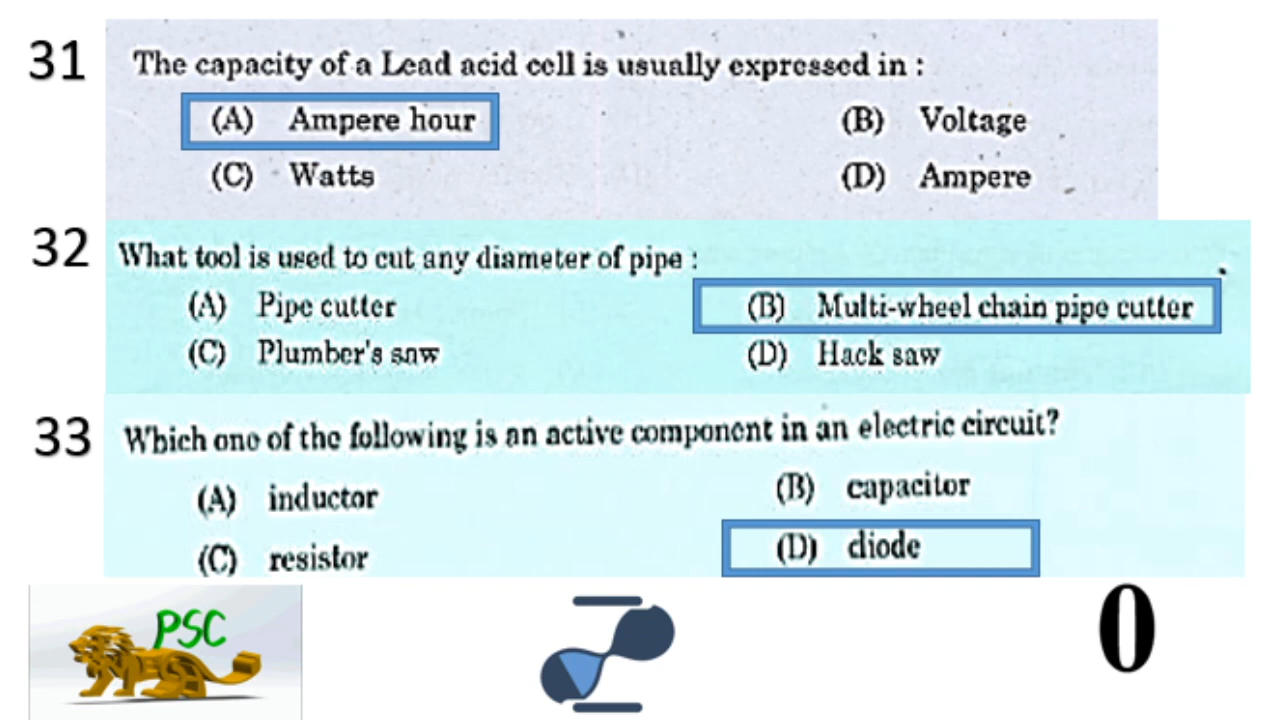 31 The capacity of a Lead acid cell is usually expressed in :
(A) Ampere hour (B) Voltage
(C) Watts (D) Ampere
32 What tool is used to cut any diameter of pipe :
(A) Pipe cutter (B) Multi-wheel chain pipe cutter
(C) Plumber's saw (D) Hack saw
33 Which one of the following is an active component in an electric circuit?
(A) inductor (B) capacitor
(C) resistor (D) diode
PSC
0